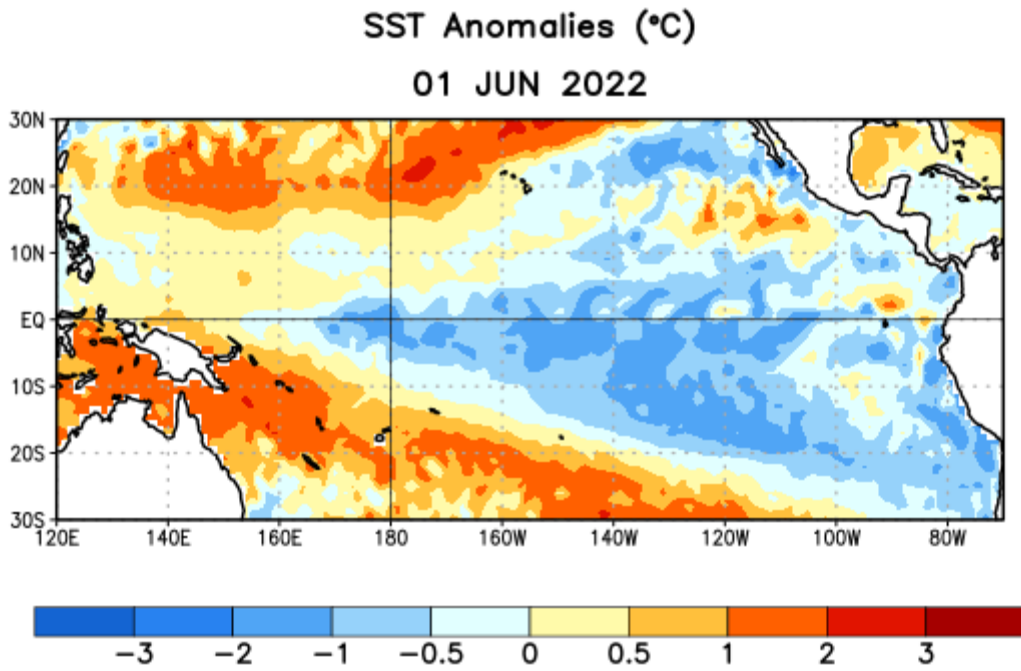 SST Anomalies (°C)
01 JUN 2022
30N
20N
10N
EQ
10S
20S
30S
120E 140E 160E 180 160W 140W 120W 100W 80W
-3 -2 -1 -0.5 0 0.5 1 2 3